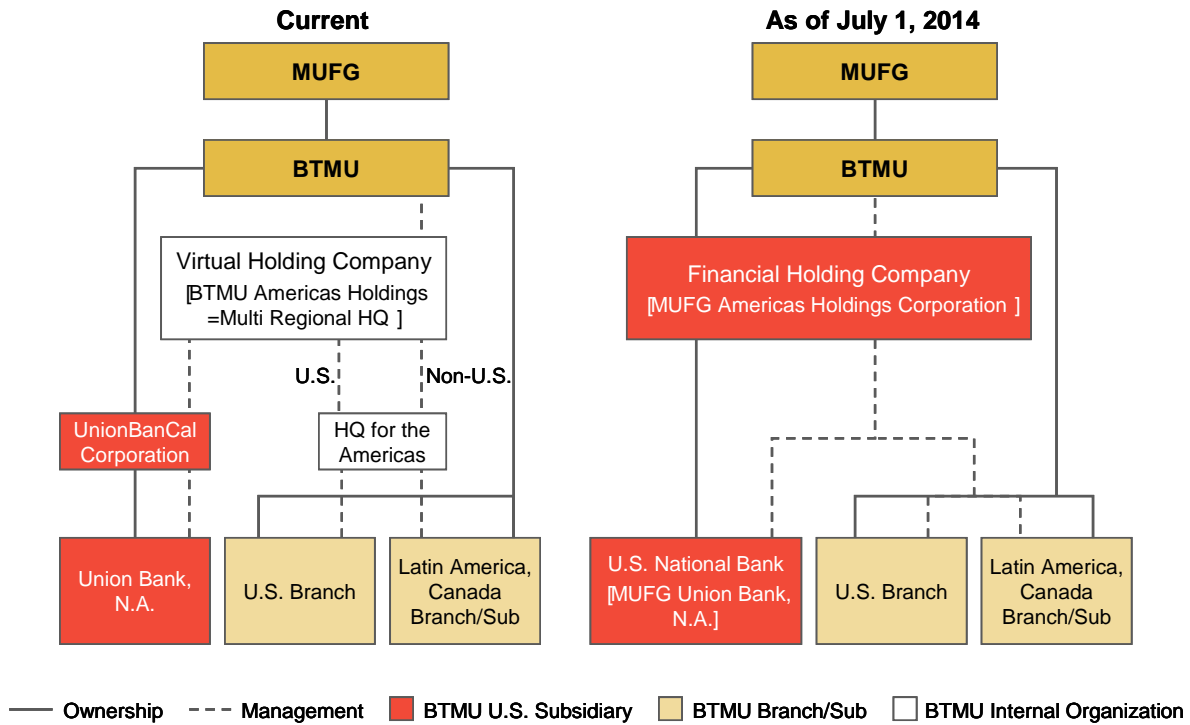 Current
MUFG
BTMU
Virtual Holding Company
[BTMU Americas Holdings
=Multi Regional HQ ]
U.S.
Non-U.S.
UnionBanCal
Corporation
HQ for the
Americas
Union Bank,
N.A.
U.S. Branch
Latin America,
Canada
Branch/Sub
As of July 1, 2014
MUFG
BTMU
Financial Holding Company
[MUFG Americas Holdings Corporation ]
U.S. National Bank
[MUFG Union Bank,
N.A.]
U.S. Branch
Latin America,
Canada
Branch/Sub
Ownership
Management
BTMU U.S. Subsidiary
BTMU Branch/Sub
BTMU Internal Organization